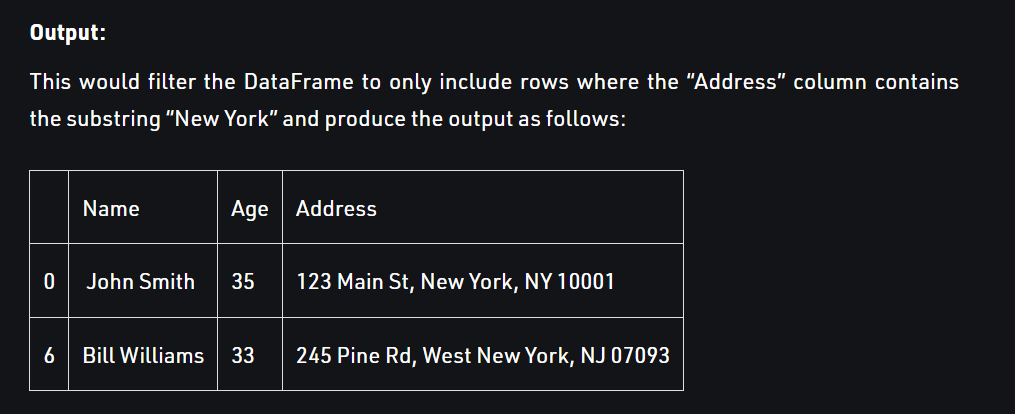 Output:
This would filter the DataFrame to only include rows where the “Address” column contains
the substring “New York” and produce the output as follows:
Name Age Address
0 John Smith 35 123 Main St, New York, NY 10001
6 Bill Williams 33 245 Pine Rd, West New York, NJ 07093